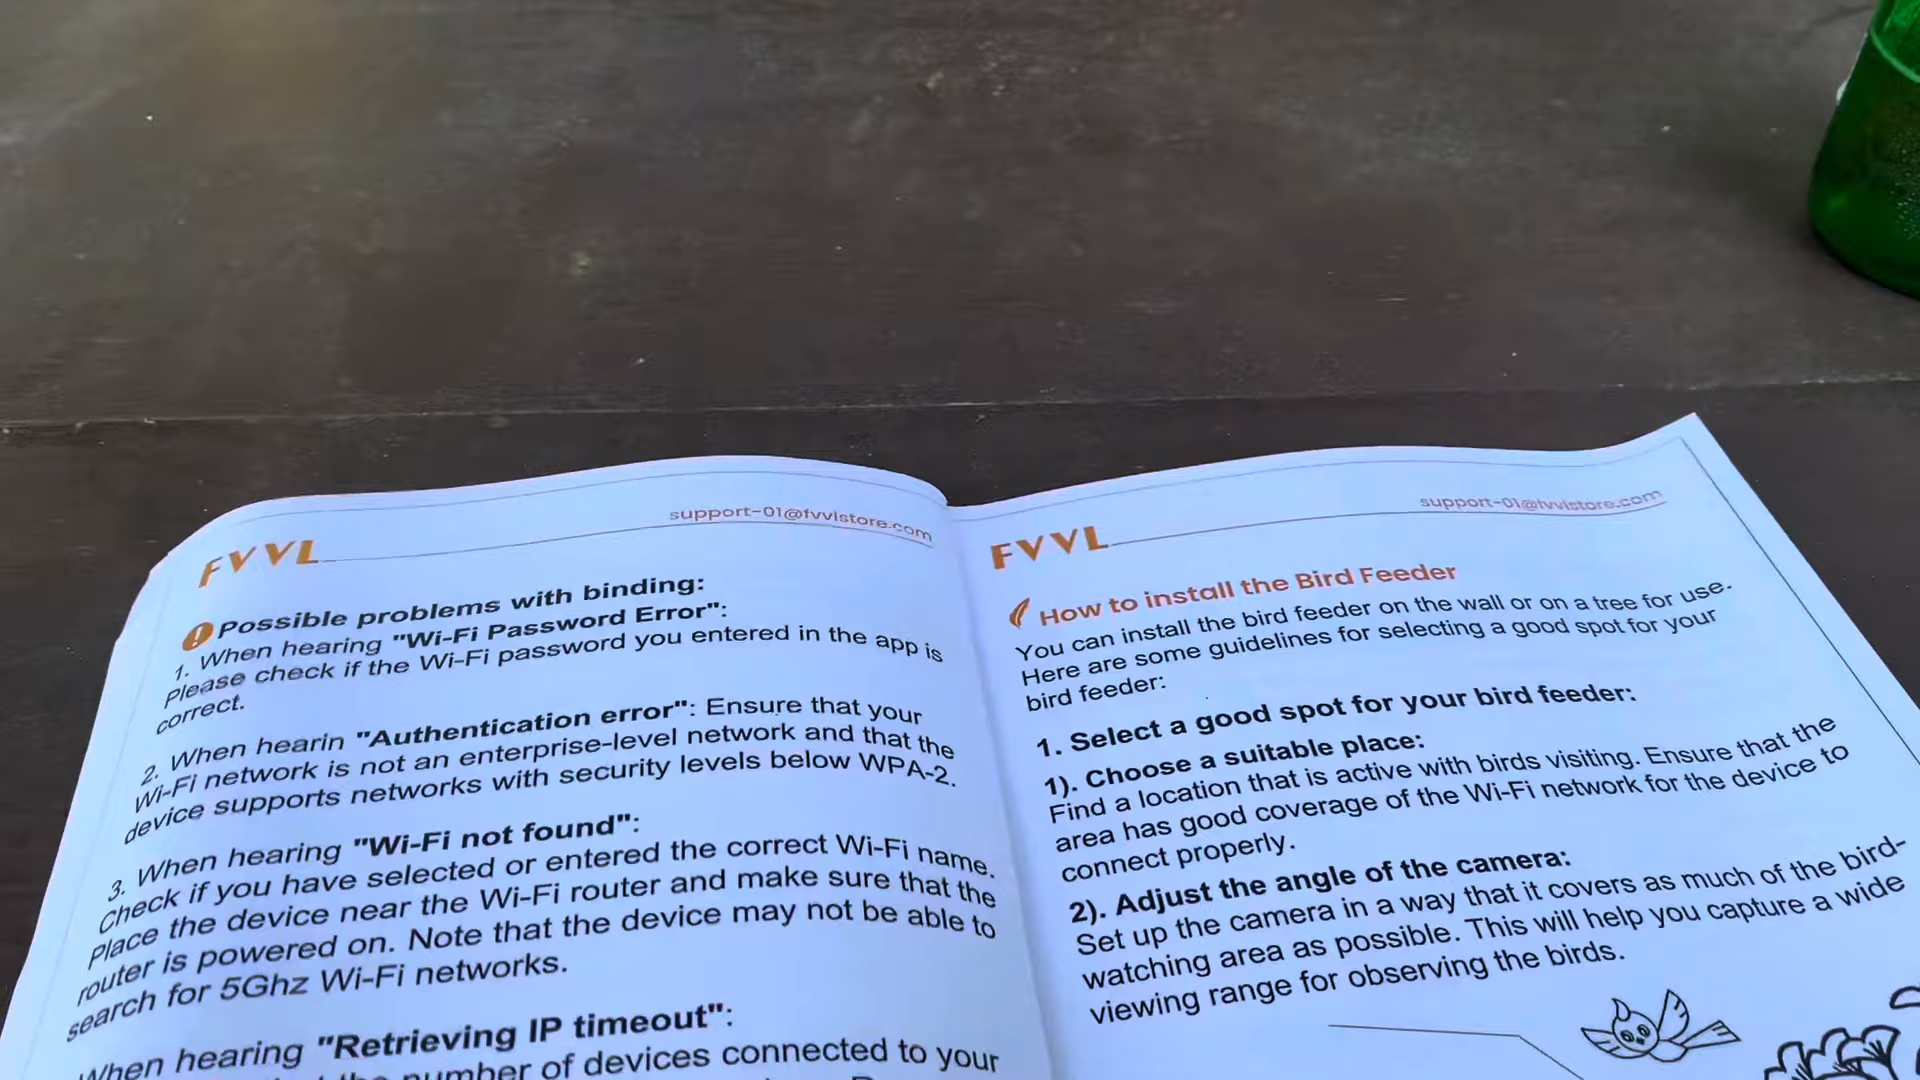 support-01@fvvlstore.com
FVVL
Possible problems with binding:
1. When hearing "Wi-Fi Password Error":
Please check if the Wi-Fi password you entered in the app is
correct.
2. When hearin "Authentication error": Ensure that your
Wi-Fi network is not an enterprise-level network and that the
device supports networks with security levels below WPA-2.
3. When hearing "Wi-Fi not found":
Check if you have selected or entered the correct Wi-Fi name.
Place the device near the Wi-Fi router and make sure that the
router is powered on. Note that the device may not be able to
search for 5Ghz Wi-Fi networks.
When hearing "Retrieving IP timeout":
the number of devices connected to your
support-01@fvvlstore.com
FVVL
How to install the Bird Feeder
You can install the bird feeder on the wall or on a tree for use.
Here are some guidelines for selecting a good spot for your
bird feeder:
1. Select a good spot for your bird feeder:
1). Choose a suitable place:
Find a location that is active with birds visiting. Ensure that the
area has good coverage of the Wi-Fi network for the device to
connect properly.
2). Adjust the angle of the camera:
Set up the camera in a way that it covers as much of the bird-
watching area as possible. This will help you capture a wide
viewing range for observing the birds.